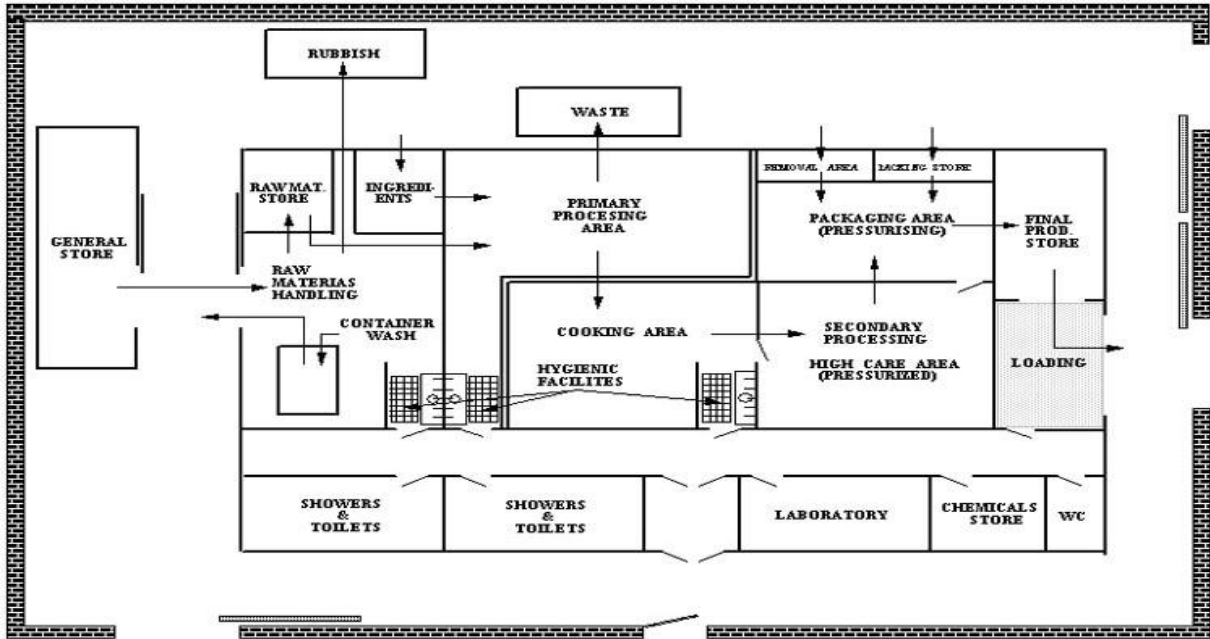 RUBBISH
WASTE
RAW MAT.
STORE
INGREDI-
ENTS
REMOVAL AREA
PACKING STORE
GENERAL
STORE
PRIMARY
PROCESING
AREA
PACKAGING AREA
(PRESSURISING)
FINAL
PROD.
STORE
RAW
MATERIAS
HANDLING
CONTAINER
WASH
COOKING AREA
SECONDARY
PROCESSING
HIGH CARE AREA
(PRESSURIZED)
LOADING
HYGIENIC
FACILITES
SHOWERS
&
TOILETS
SHOWERS
&
TOILETS
LABORATORY
CHEMICALS
STORE
WC